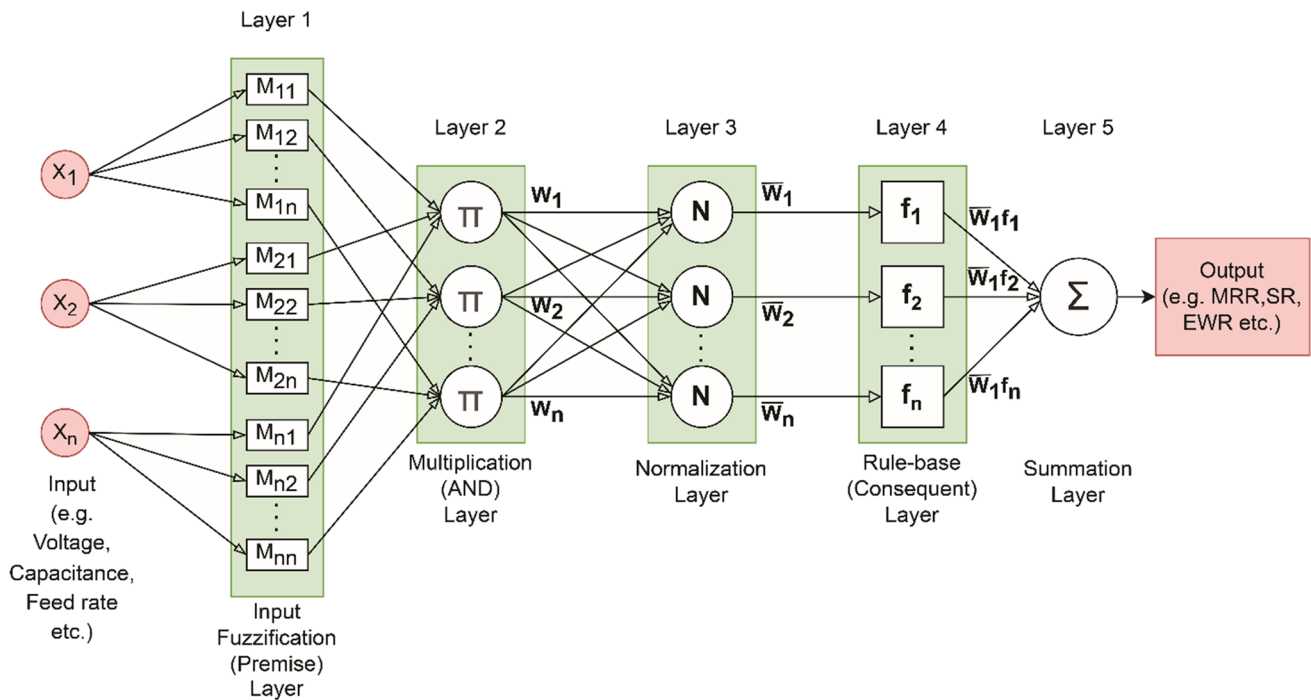 Layer 1
M11
M12
M1n
M21
M22
M2n
Mn1
Mn2
Mnn
Input
Fuzzification
(Premise)
Layer
X1
X2
Xn
Input
(e.g.
Voltage,
Capacitance,
Feed rate
etc.)
Layer 2
π
π
π
Multiplication
(AND)
Layer
W1
W2
Wn
Layer 3
N
N
N
Normalization
Layer
W̅1
W̅2
W̅n
Layer 4
f1
f2
fn
Rule-base
(Consequent)
Layer
W̅1f1
W̅1f2
W̅1fn
Layer 5
Σ
Summation
Layer
Output
(e.g. MRR,SR,
EWR etc.)